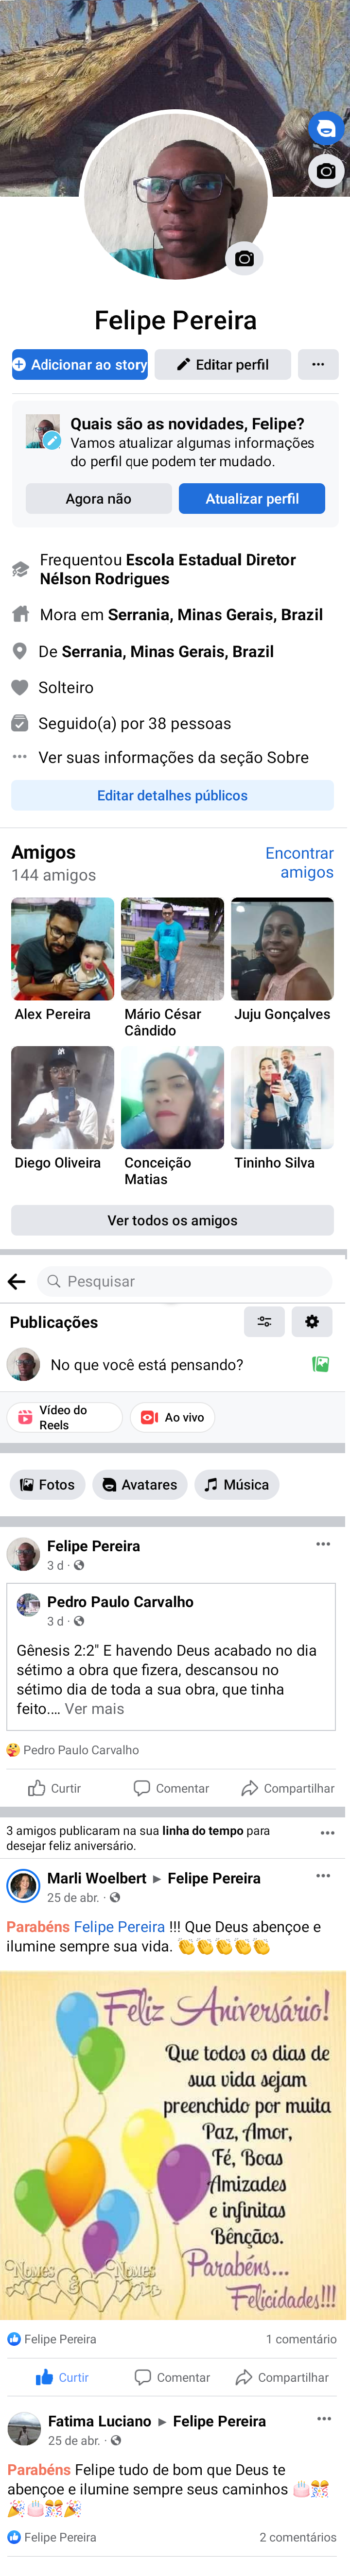 Felipe Pereira
Adicionar ao story
Editar perfil
Quais são as novidades, Felipe?
Vamos atualizar algumas informações
do perfil que podem ter mudado.
Agora não
Atualizar perfil
Frequentou Escola Estadual Diretor
Nélson Rodrigues
Mora em Serrania, Minas Gerais, Brazil
De Serrania, Minas Gerais, Brazil
Solteiro
Seguido(a) por 38 pessoas
Ver suas informações da seção Sobre
Editar detalhes públicos
Amigos
Encontrar
amigos
144 amigos
Alex Pereira
Mário César
Cândido
Juju Gonçalves
Diego Oliveira
Conceição
Matias
Tininho Silva
Ver todos os amigos
Pesquisar
Publicações
No que você está pensando?
Vídeo do
Reels
Ao vivo
Fotos
Avatares
Música
Felipe Pereira
3 d ·
Pedro Paulo Carvalho
3 d ·
Gênesis 2:2" E havendo Deus acabado no dia
sétimo a obra que fizera, descansou no
sétimo dia de toda a sua obra, que tinha
feito.... Ver mais
Pedro Paulo Carvalho
Curtir
Comentar
Compartilhar
3 amigos publicaram na sua linha do tempo para
desejar feliz aniversário.
Marli Woelbert ▸ Felipe Pereira
25 de abr. ·
Parabéns Felipe Pereira !!! Que Deus abençoe e
ilumine sempre sua vida. 👏👏👏👏👏
Feliz Aniversário!
Que todos os dias de
sua vida sejam
preenchido por muita
Paz, Amor,
Fé, Boas
Amizades
e infinitas
Bênçãos.
Parabéns...
Felicidades!!!
Nomes & Nomes
Felipe Pereira
1 comentário
Curtir
Comentar
Compartilhar
Fatima Luciano ▸ Felipe Pereira
25 de abr. ·
Parabéns Felipe tudo de bom que Deus te
abençoe e ilumine sempre seus caminhos 🎂🎊
🎉🎂🎊🎉
Felipe Pereira
2 comentários